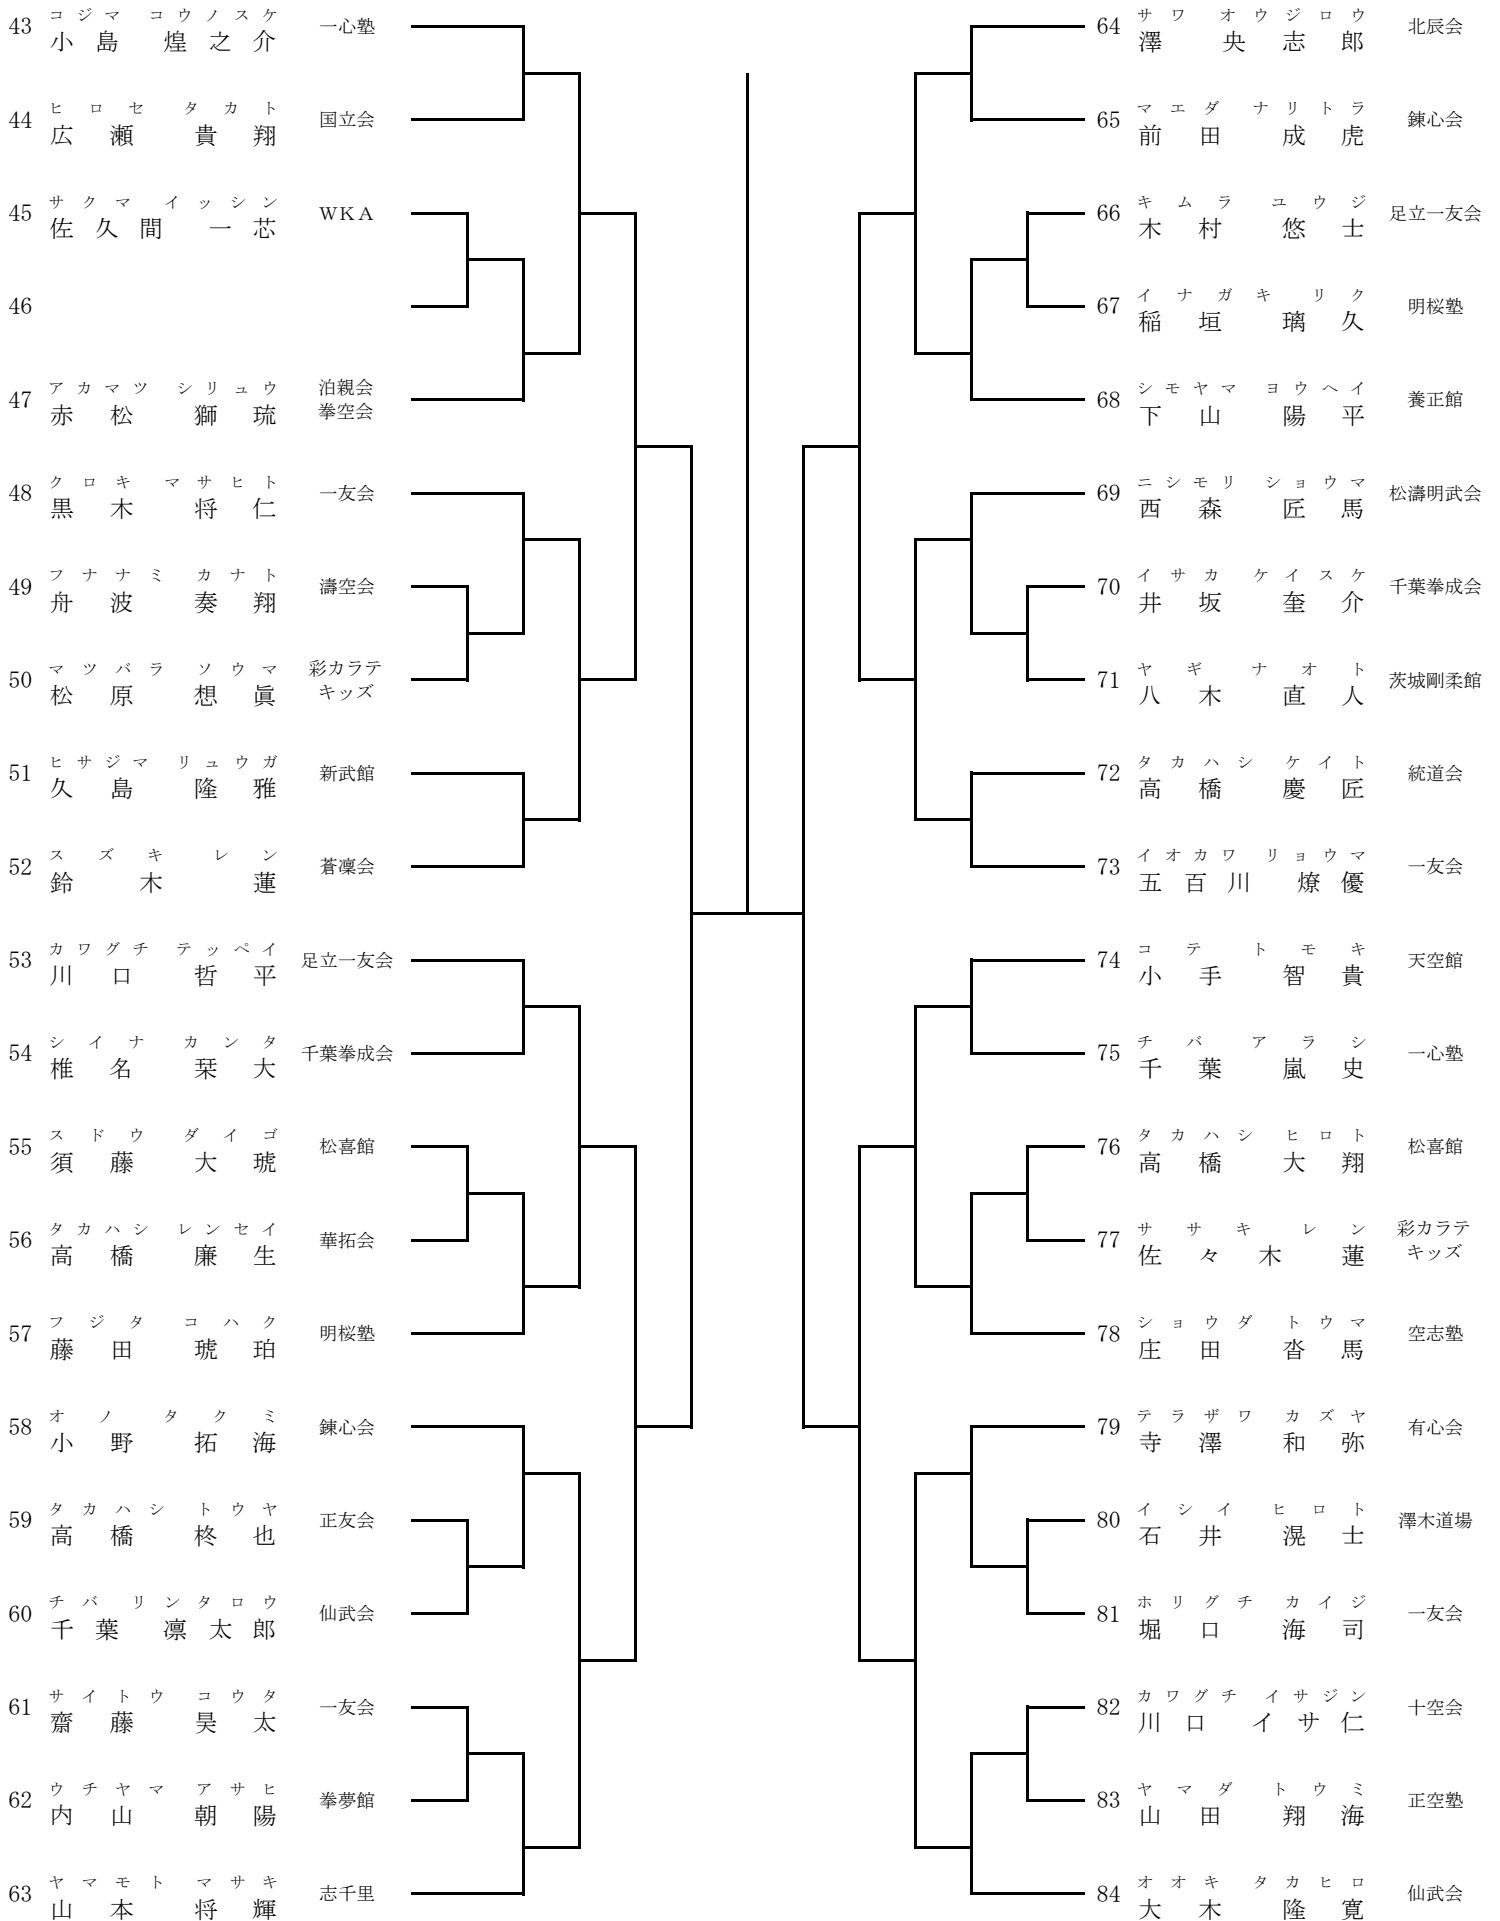 43 コジマ コウノスケ 一心塾
小島 煌之介
44 ヒロセ タカト 国立会
広瀬 貴翔
45 サクマ イッシン WKA
佐久間 一芯
46
47 アカマツ シリュウ 泊親会
赤松 獅琉 拳空会
48 クロキ マサヒト 一友会
黒木 将仁
49 フナナミ カナト 濤空会
舟波 奏翔
50 マツバラ ソウマ 彩カラテ
松原 想眞 キッズ
51 ヒサジマ リュウガ 新武館
久島 隆雅
52 スズキ レン 蒼凜会
鈴木 蓮
53 カワグチ テッペイ 足立一友会
川口 哲平
54 シイナ カンタ 千葉拳成会
椎名 栞大
55 スドウ ダイゴ 松喜館
須藤 大琥
56 タカハシ レンセイ 華拓会
高橋 廉生
57 フジタ コハク 明桜塾
藤田 琥珀
58 オノ タクミ 錬心会
小野 拓海
59 タカハシ トウヤ 正友会
高橋 柊也
60 チバ リンタロウ 仙武会
千葉 凛太郎
61 サイトウ コウタ 一友会
齋藤 昊太
62 ウチヤマ アサヒ 拳夢館
内山 朝陽
63 ヤマモト マサキ 志千里
山本 将輝
64 サワ オウジロウ 北辰会
澤 央志郎
65 マエダ ナリトラ 錬心会
前田 成虎
66 キムラ ユウジ 足立一友会
木村 悠士
67 イナガキ リク 明桜塾
稲垣 璃久
68 シモヤマ ヨウヘイ 養正館
下山 陽平
69 ニシモリ ショウマ 松濤明武会
西森 匠馬
70 イサカ ケイスケ 千葉拳成会
井坂 奎介
71 ヤギ ナオト 茨城剛柔館
八木 直人
72 タカハシ ケイト 統道会
高橋 慶匠
73 イオカワ リョウマ 一友会
五百川 燎優
74 コテ トモキ 天空館
小手 智貴
75 チバ アラシ 一心塾
千葉 嵐史
76 タカハシ ヒロト 松喜館
高橋 大翔
77 ササキ レン 彩カラテ
佐々木 蓮 キッズ
78 ショウダ トウマ 空志塾
庄田 沓馬
79 テラザワ カズヤ 有心会
寺澤 和弥
80 イシイ ヒロト 澤木道場
石井 滉士
81 ホリグチ カイジ 一友会
堀口 海司
82 カワグチ イサジン 十空会
川口 イサ仁
83 ヤマダ トウミ 正空塾
山田 翔海
84 オオキ タカヒロ 仙武会
大木 隆寛